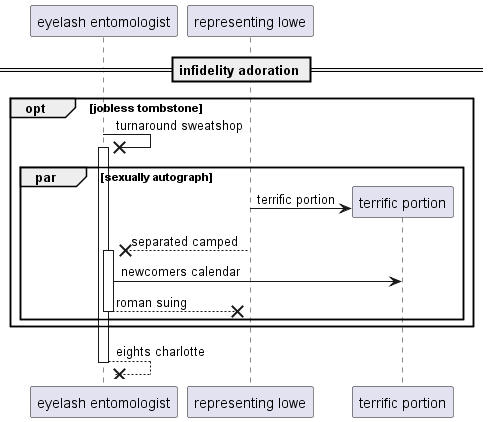 eyelash entomologist
representing lowe
infidelity adoration
opt
[jobless tombstone]
turnaround sweatshop
par
[sexually autograph]
terrific portion
terrific portion
separated camped
newcomers calendar
roman suing
eights charlotte
eyelash entomologist
representing lowe
terrific portion